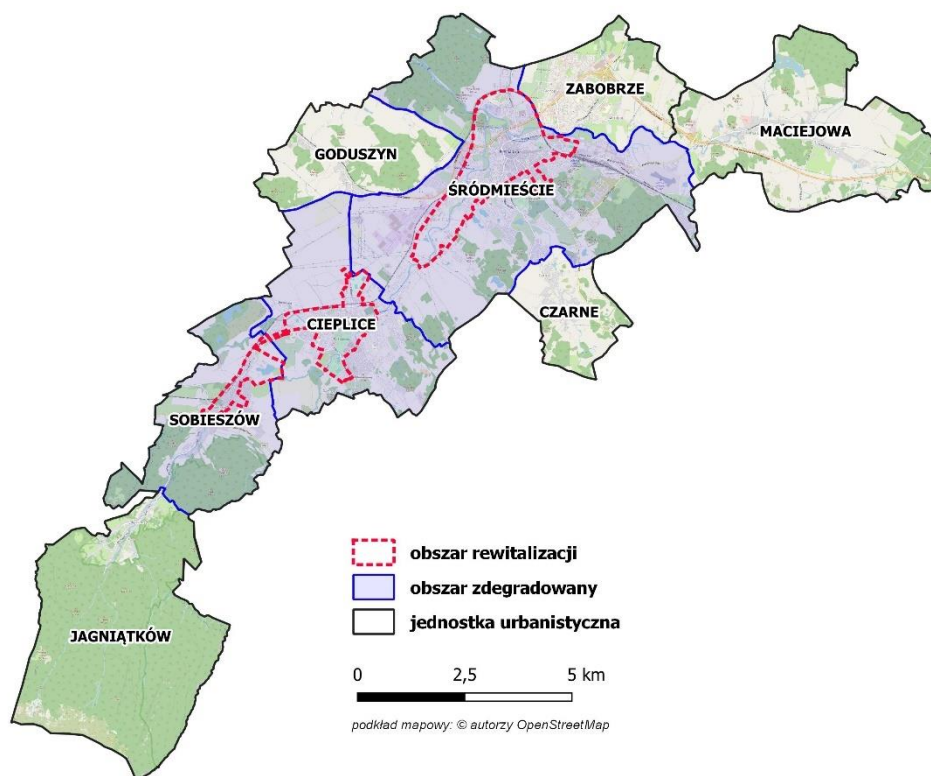 ZABOBRZE
MACIEJOWA
GODUSZYN
ŚRÓDMIEŚCIE
CZARNE
CIEPLICE
SOBIESZÓW
JAGNIĄTKÓW
obszar rewitalizacji
obszar zdegradowany
jednostka urbanistyczna
0 2,5 5 km
podkład mapowy: © autorzy OpenStreetMap